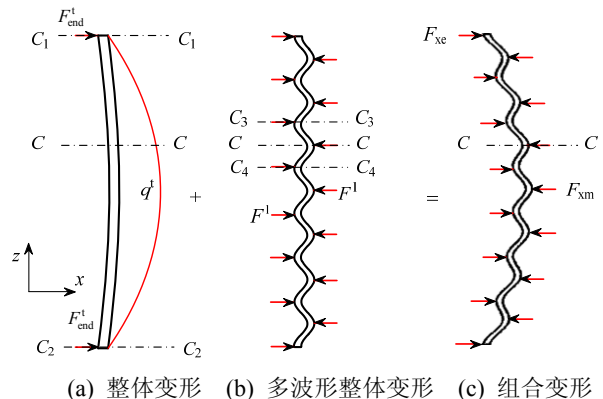 F^t_end
C₁ C₁
F_xe
C₃ C₃
C C C C C C
C₄ C₄
q^t + F^1 F^1 = F_xm
z
x
F^t_end
C₂ C₂
(a) 整体变形 (b) 多波形整体变形 (c) 组合变形